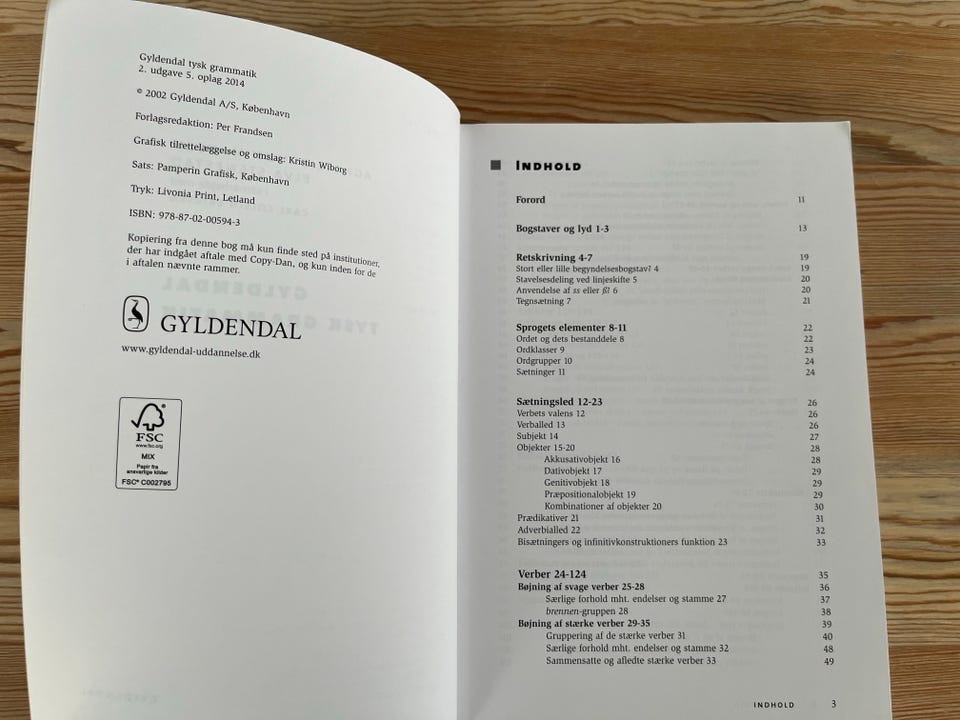 Gyldendal tysk grammatik
2. udgave 5. oplag 2014
© 2002 Gyldendal A/S, København
Forlagsredaktion: Per Frandsen
Grafisk tilrettelæggelse og omslag: Kristin Wiborg
Sats: Pamperin Grafisk, København
Tryk: Livonia Print, Letland
ISBN: 978-87-02-00594-3
Kopiering fra denne bog må kun finde sted på institutioner,
der har indgået aftale med Copy-Dan, og kun inden for de
i aftalen nævnte rammer.
GYLDENDAL
www.gyldendal-uddannelse.dk
FSC
www.fsc.org
MIX
Papir fra
ansvarlige kilder
FSC® C002795
INDHOLD
Forord 11
Bogstaver og lyd 1-3 13
Retskrivning 4-7 19
Stort eller lille begyndelsesbogstav? 4 19
Stavelsesdeling ved linjeskifte 5 20
Anvendelse af ss eller ß? 6 20
Tegnsætning 7 21
Sprogets elementer 8-11 22
Ordet og dets bestanddele 8 22
Ordklasser 9 23
Ordgrupper 10 24
Sætninger 11 24
Sætningsled 12-23 26
Verbets valens 12 26
Verballed 13 26
Subjekt 14 27
Objekter 15-20 28
Akkusativobjekt 16 28
Dativobjekt 17 29
Genitivobjekt 18 29
Præpositionalobjekt 19 29
Kombinationer af objekter 20 30
Prædikativer 21 31
Adverbialled 22 32
Bisætningers og infinitivkonstruktioners funktion 23 33
Verber 24-124 35
Bøjning af svage verber 25-28 36
Særlige forhold mht. endelser og stamme 27 37
brennen-gruppen 28 38
Bøjning af stærke verber 29-35 39
Gruppering af de stærke verber 31 40
Særlige forhold mht. endelser og stamme 32 48
Sammensatte og afledte stærke verber 33 49
INDHOLD 3